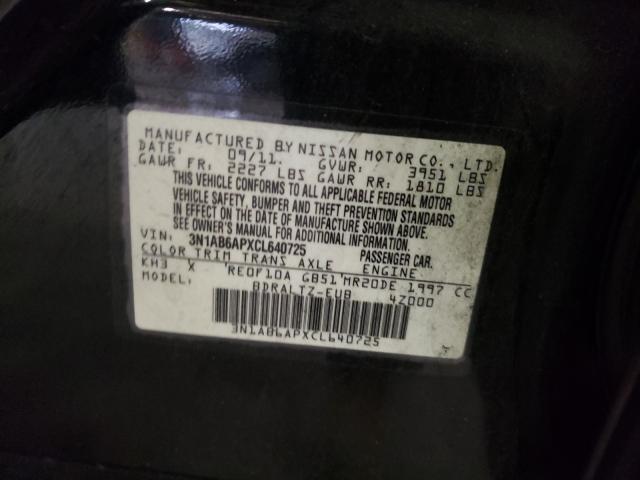 MANUFACTURED BY NISSAN MOTOR CO., LTD.
DATE: 09/11. GVWR: 3951 LBS
GAWR FR: 2227 LBS GAWR RR: 1810 LBS
THIS VEHICLE CONFORMS TO ALL APPLICABLE FEDERAL MOTOR
VEHICLE SAFETY, BUMPER AND THEFT PREVENTION STANDARDS
IN EFFECT ON THE DATE OF MANUFACTURE SHOWN ABOVE.
SEE OWNER'S MANUAL FOR ADDITIONAL INFORMATION.
VIN: 3N1AB6APXCL640725 PASSENGER CAR.
COLOR TRIM TRANS AXLE ENGINE
KH3 X RE0F10A GB51 MR20DE 1997 CC
MODEL: BDRALTZ-EUB 4Z000
3N1AB6APXCL640725